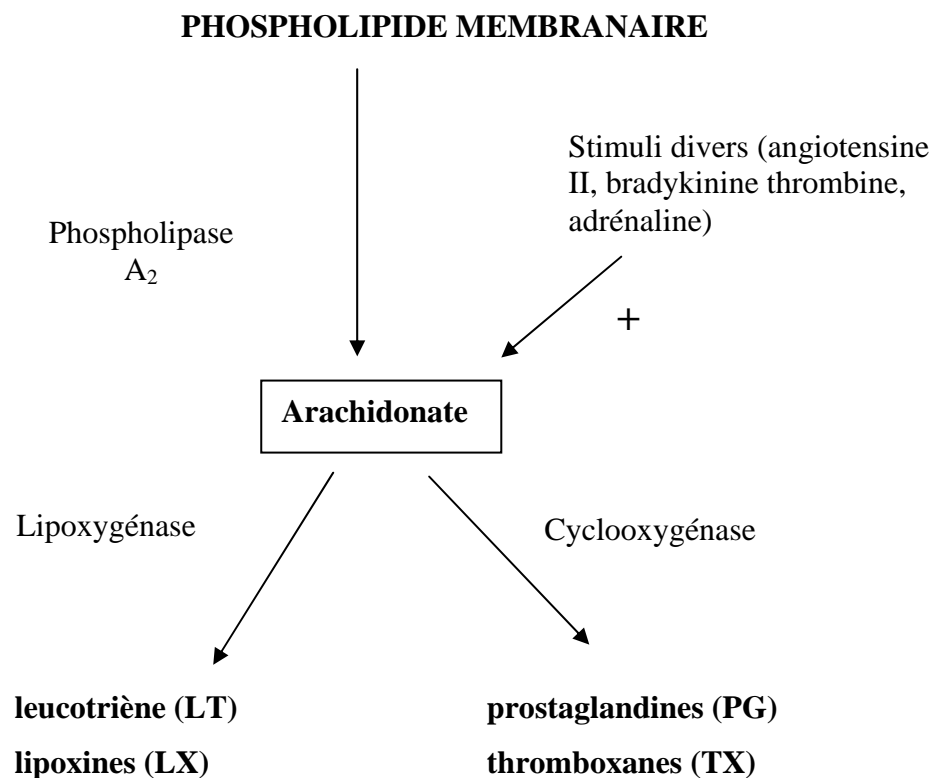 PHOSPHOLIPIDE MEMBRANAIRE
Stimuli divers (angiotensine
II, bradykinine thrombine,
adrénaline)
Phospholipase
A₂
+
Arachidonate
Lipoxygénase
Cyclooxygénase
leucotriène (LT)
prostaglandines (PG)
lipoxines (LX)
thromboxanes (TX)